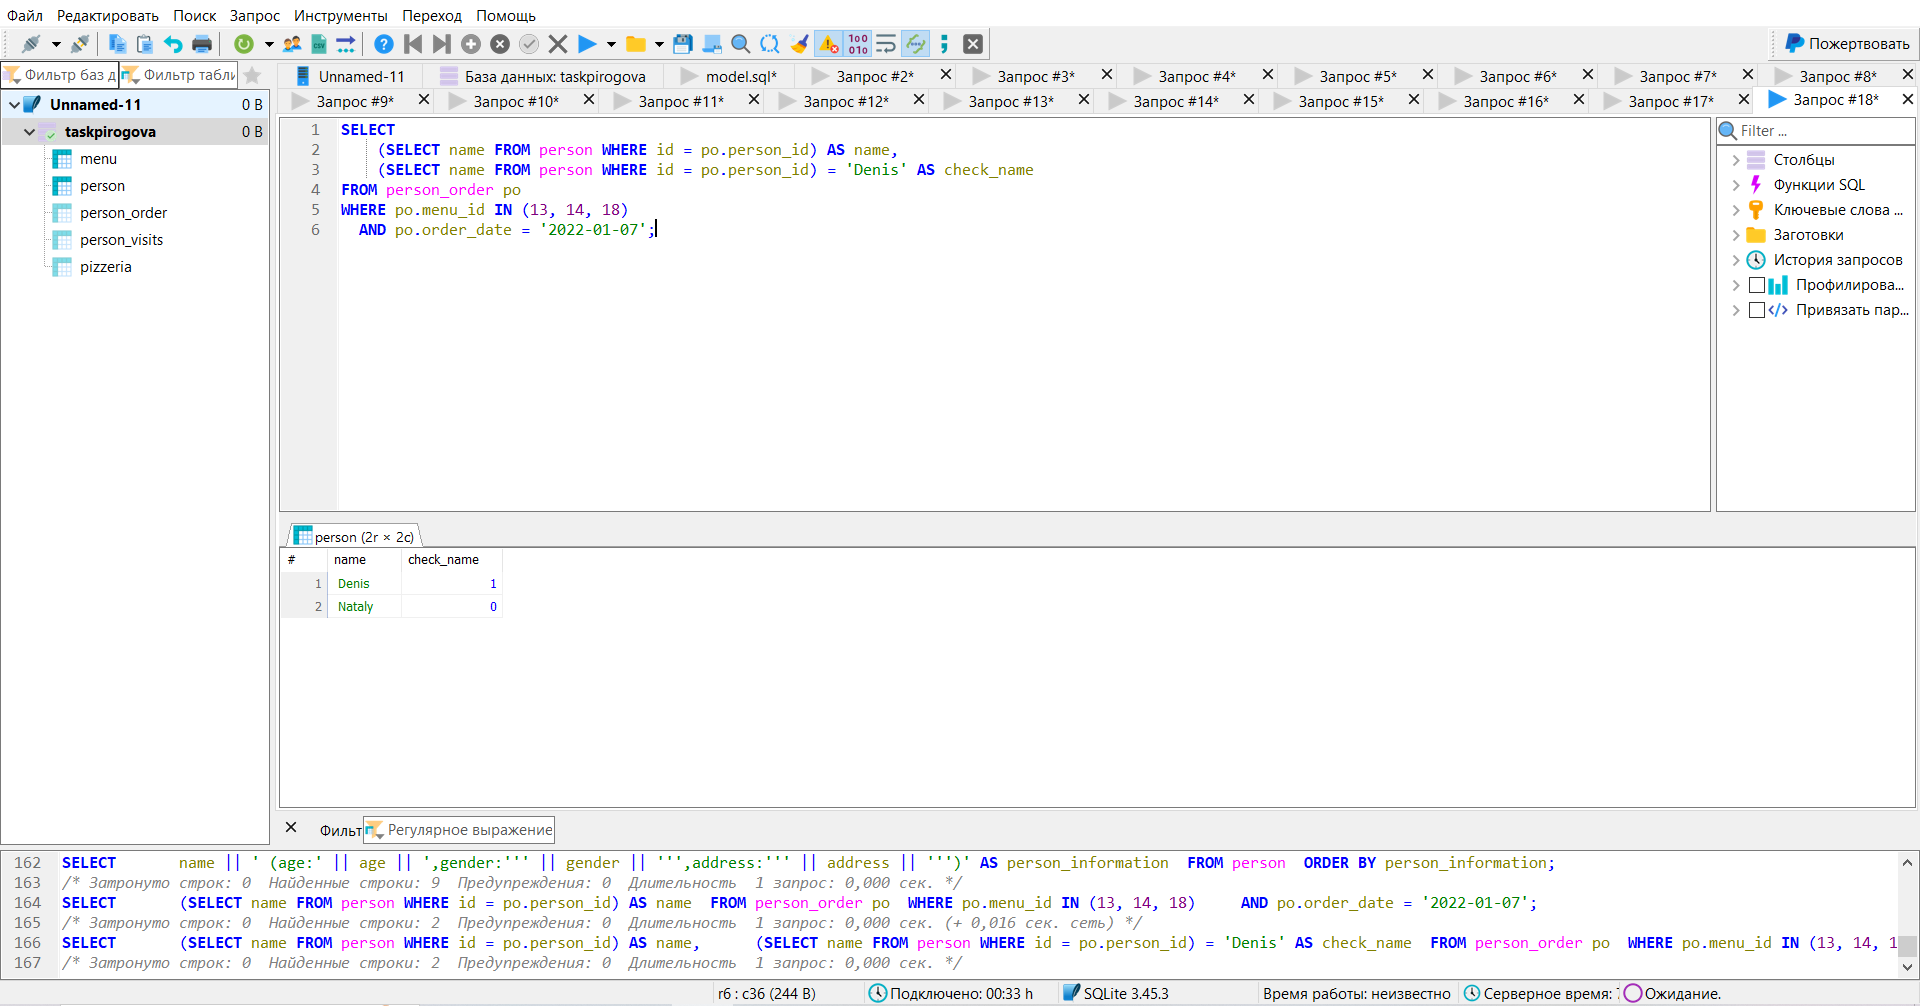 Файл Редактировать Поиск Запрос Инструменты Переход Помощь
Пожертвовать
Фильтр баз д Фильтр табли
Unnamed-11 База данных: taskpirogova model.sql* Запрос #2* Запрос #3* Запрос #4* Запрос #5* Запрос #6* Запрос #7* Запрос #8*
Запрос #9* Запрос #10* Запрос #11* Запрос #12* Запрос #13* Запрос #14* Запрос #15* Запрос #16* Запрос #17* Запрос #18*
Unnamed-11 0 B
taskpirogova 0 B
menu
person
person_order
person_visits
pizzeria
1 SELECT
2 (SELECT name FROM person WHERE id = po.person_id) AS name,
3 (SELECT name FROM person WHERE id = po.person_id) = 'Denis' AS check_name
4 FROM person_order po
5 WHERE po.menu_id IN (13, 14, 18)
6 AND po.order_date = '2022-01-07';
Filter ...
Столбцы
Функции SQL
Ключевые слова ...
Заготовки
История запросов
Профилирова...
Привязать пар...
person (2r × 2c)
# name check_name
1 Denis 1
2 Nataly 0
Фильт Регулярное выражение
162 SELECT name || ' (age:' || age || ',gender:''' || gender || ''',address:''' || address || ''')' AS person_information FROM person ORDER BY person_information;
163 /* Затронуто строк: 0 Найденные строки: 9 Предупреждения: 0 Длительность 1 запрос: 0,000 сек. */
164 SELECT (SELECT name FROM person WHERE id = po.person_id) AS name FROM person_order po WHERE po.menu_id IN (13, 14, 18) AND po.order_date = '2022-01-07';
165 /* Затронуто строк: 0 Найденные строки: 2 Предупреждения: 0 Длительность 1 запрос: 0,000 сек. (+ 0,016 сек. сеть) */
166 SELECT (SELECT name FROM person WHERE id = po.person_id) AS name, (SELECT name FROM person WHERE id = po.person_id) = 'Denis' AS check_name FROM person_order po WHERE po.menu_id IN (13, 14, 1
167 /* Затронуто строк: 0 Найденные строки: 2 Предупреждения: 0 Длительность 1 запрос: 0,000 сек. */
r6 : c36 (244 B) Подключено: 00:33 h SQLite 3.45.3 Время работы: неизвестно Серверное время: Ожидание.